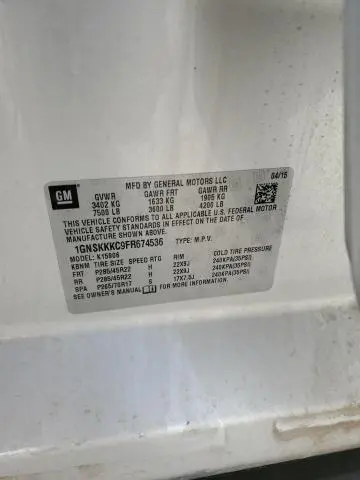 GM
MFD BY GENERAL MOTORS LLC
04/15
GVWR GAWR FRT GAWR RR
3402 KG 1633 KG 1905 KG
7500 LB 3600 LB 4200 LB
THIS VEHICLE CONFORMS TO ALL APPLICABLE U.S. FEDERAL MOTOR
VEHICLE SAFETY STANDARDS IN EFFECT ON THE DATE OF
MANUFACTURE SHOWN ABOVE.
1GNSKKKC9FR674536 TYPE: M.P.V.
MODEL: K15906
KBNM TIRE SIZE SPEED RTG RIM COLD TIRE PRESSURE
FRT P285/45R22 H 22X9J 240KPA(35PSI)
RR P285/45R22 H 22X9J 240KPA(35PSI)
SPA P265/70R17 S 17X7.5J 240KPA(35PSI)
SEE OWNER'S MANUAL FOR MORE INFORMATION.